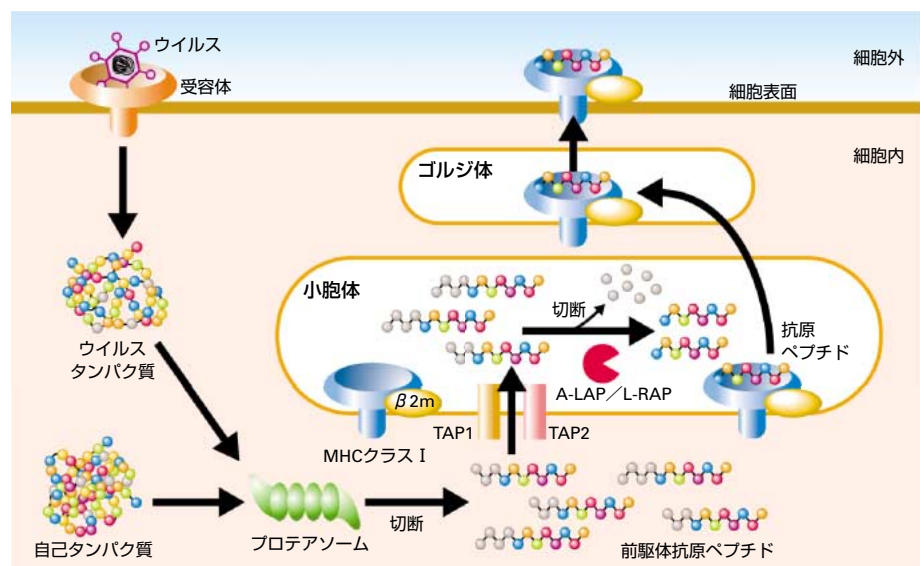 ウイルス
受容体
細胞外
細胞表面
細胞内
ゴルジ体
小胞体
切断
抗原
ペプチド
ウイルス
タンパク質
β2m
A-LAP／L-RAP
TAP1
TAP2
MHCクラスⅠ
自己タンパク質
プロテアソーム
切断
前駆体抗原ペプチド